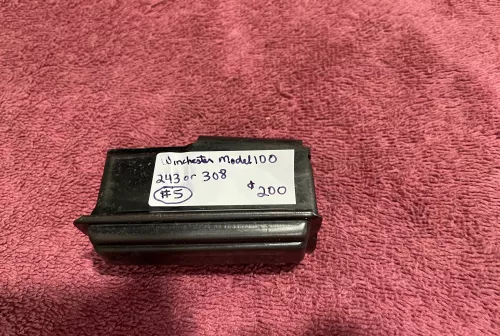 Winchester Model 100
243 or 308
#5 $200